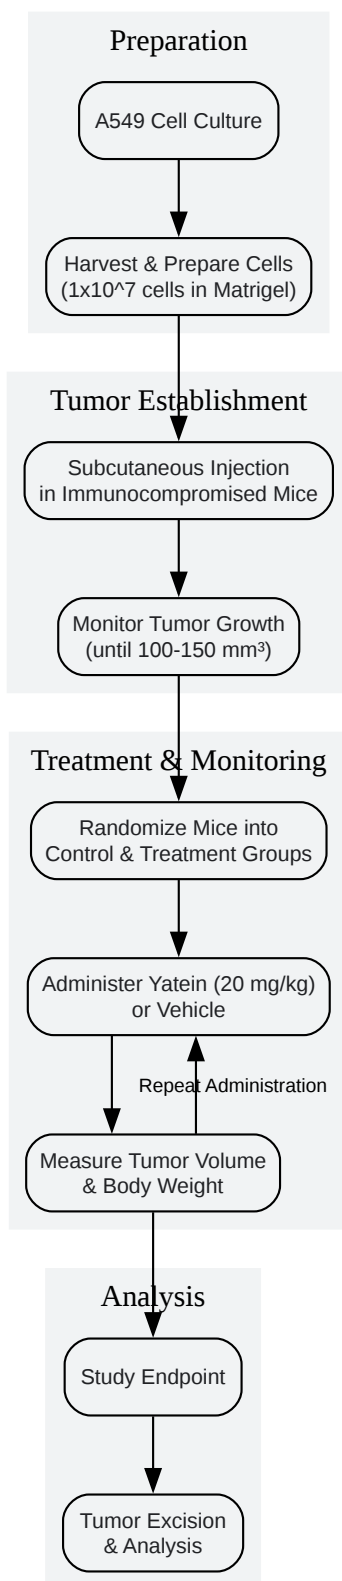 Preparation
A549 Cell Culture
Harvest & Prepare Cells
(1x10^7 cells in Matrigel)
Tumor Establishment
Subcutaneous Injection
in Immunocompromised Mice
Monitor Tumor Growth
(until 100-150 mm³)
Treatment & Monitoring
Randomize Mice into
Control & Treatment Groups
Administer Yatein (20 mg/kg)
or Vehicle
Repeat Administration
Measure Tumor Volume
& Body Weight
Analysis
Study Endpoint
Tumor Excision
& Analysis